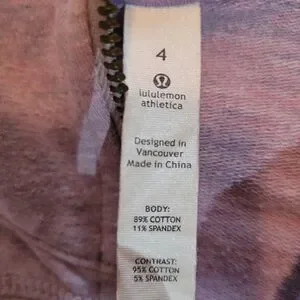 4
lululemon
athletica
Designed in
Vancouver
Made in China
BODY:
89% COTTON
11% SPANDEX
CONTRAST:
95% COTTON
5% SPANDEX